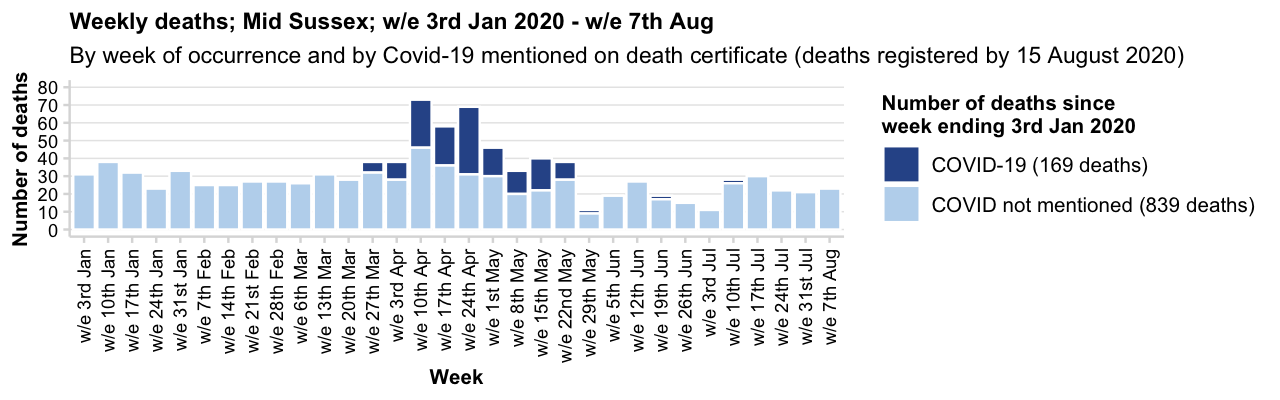 Weekly deaths; Mid Sussex; w/e 3rd Jan 2020 - w/e 7th Aug
By week of occurrence and by Covid-19 mentioned on death certificate (deaths registered by 15 August 2020)
Number of deaths
80
70
60
50
40
30
20
10
0
w/e 3rd Jan
w/e 10th Jan
w/e 17th Jan
w/e 24th Jan
w/e 31st Jan
w/e 7th Feb
w/e 14th Feb
w/e 21st Feb
w/e 28th Feb
w/e 6th Mar
w/e 13th Mar
w/e 20th Mar
w/e 27th Mar
w/e 3rd Apr
w/e 10th Apr
w/e 17th Apr
w/e 24th Apr
w/e 1st May
w/e 8th May
w/e 15th May
w/e 22nd May
w/e 29th May
w/e 5th Jun
w/e 12th Jun
w/e 19th Jun
w/e 26th Jun
w/e 3rd Jul
w/e 10th Jul
w/e 17th Jul
w/e 24th Jul
w/e 31st Jul
w/e 7th Aug
Week
Number of deaths since
week ending 3rd Jan 2020
COVID-19 (169 deaths)
COVID not mentioned (839 deaths)